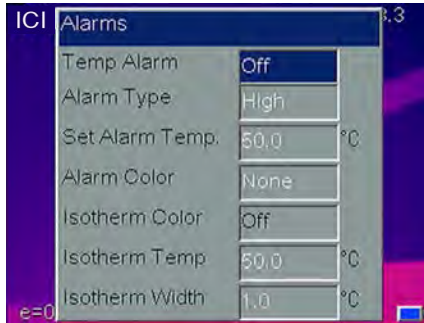 ICI
Alarms
3.3
Temp Alarm Off
Alarm Type High
Set Alarm Temp. 50.0 °C
Alarm Color None
Isotherm Color Off
Isotherm Temp 50.0 °C
Isotherm Width 1.0 °C
e=0